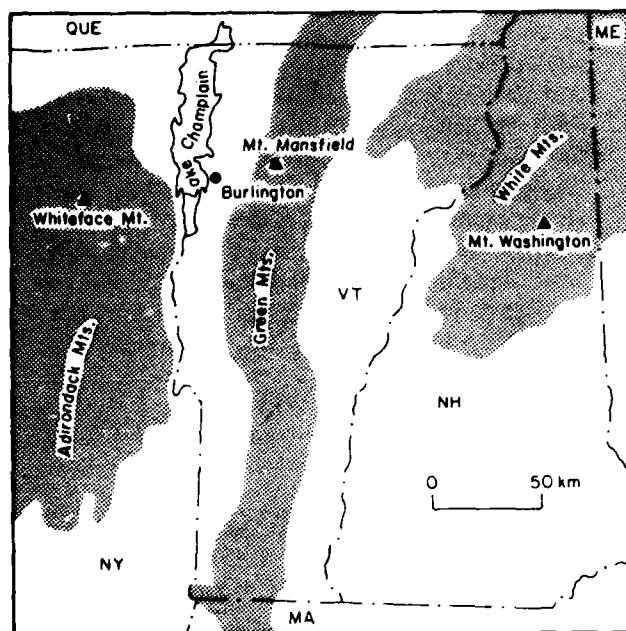 QUE
ME
Lake Champlain
Mt. Mansfield
White Mts.
Burlington
Whiteface Mt.
Mt. Washington
Green Mts.
VT
Adirondack Mts.
NH
0 50 km
NY
MA